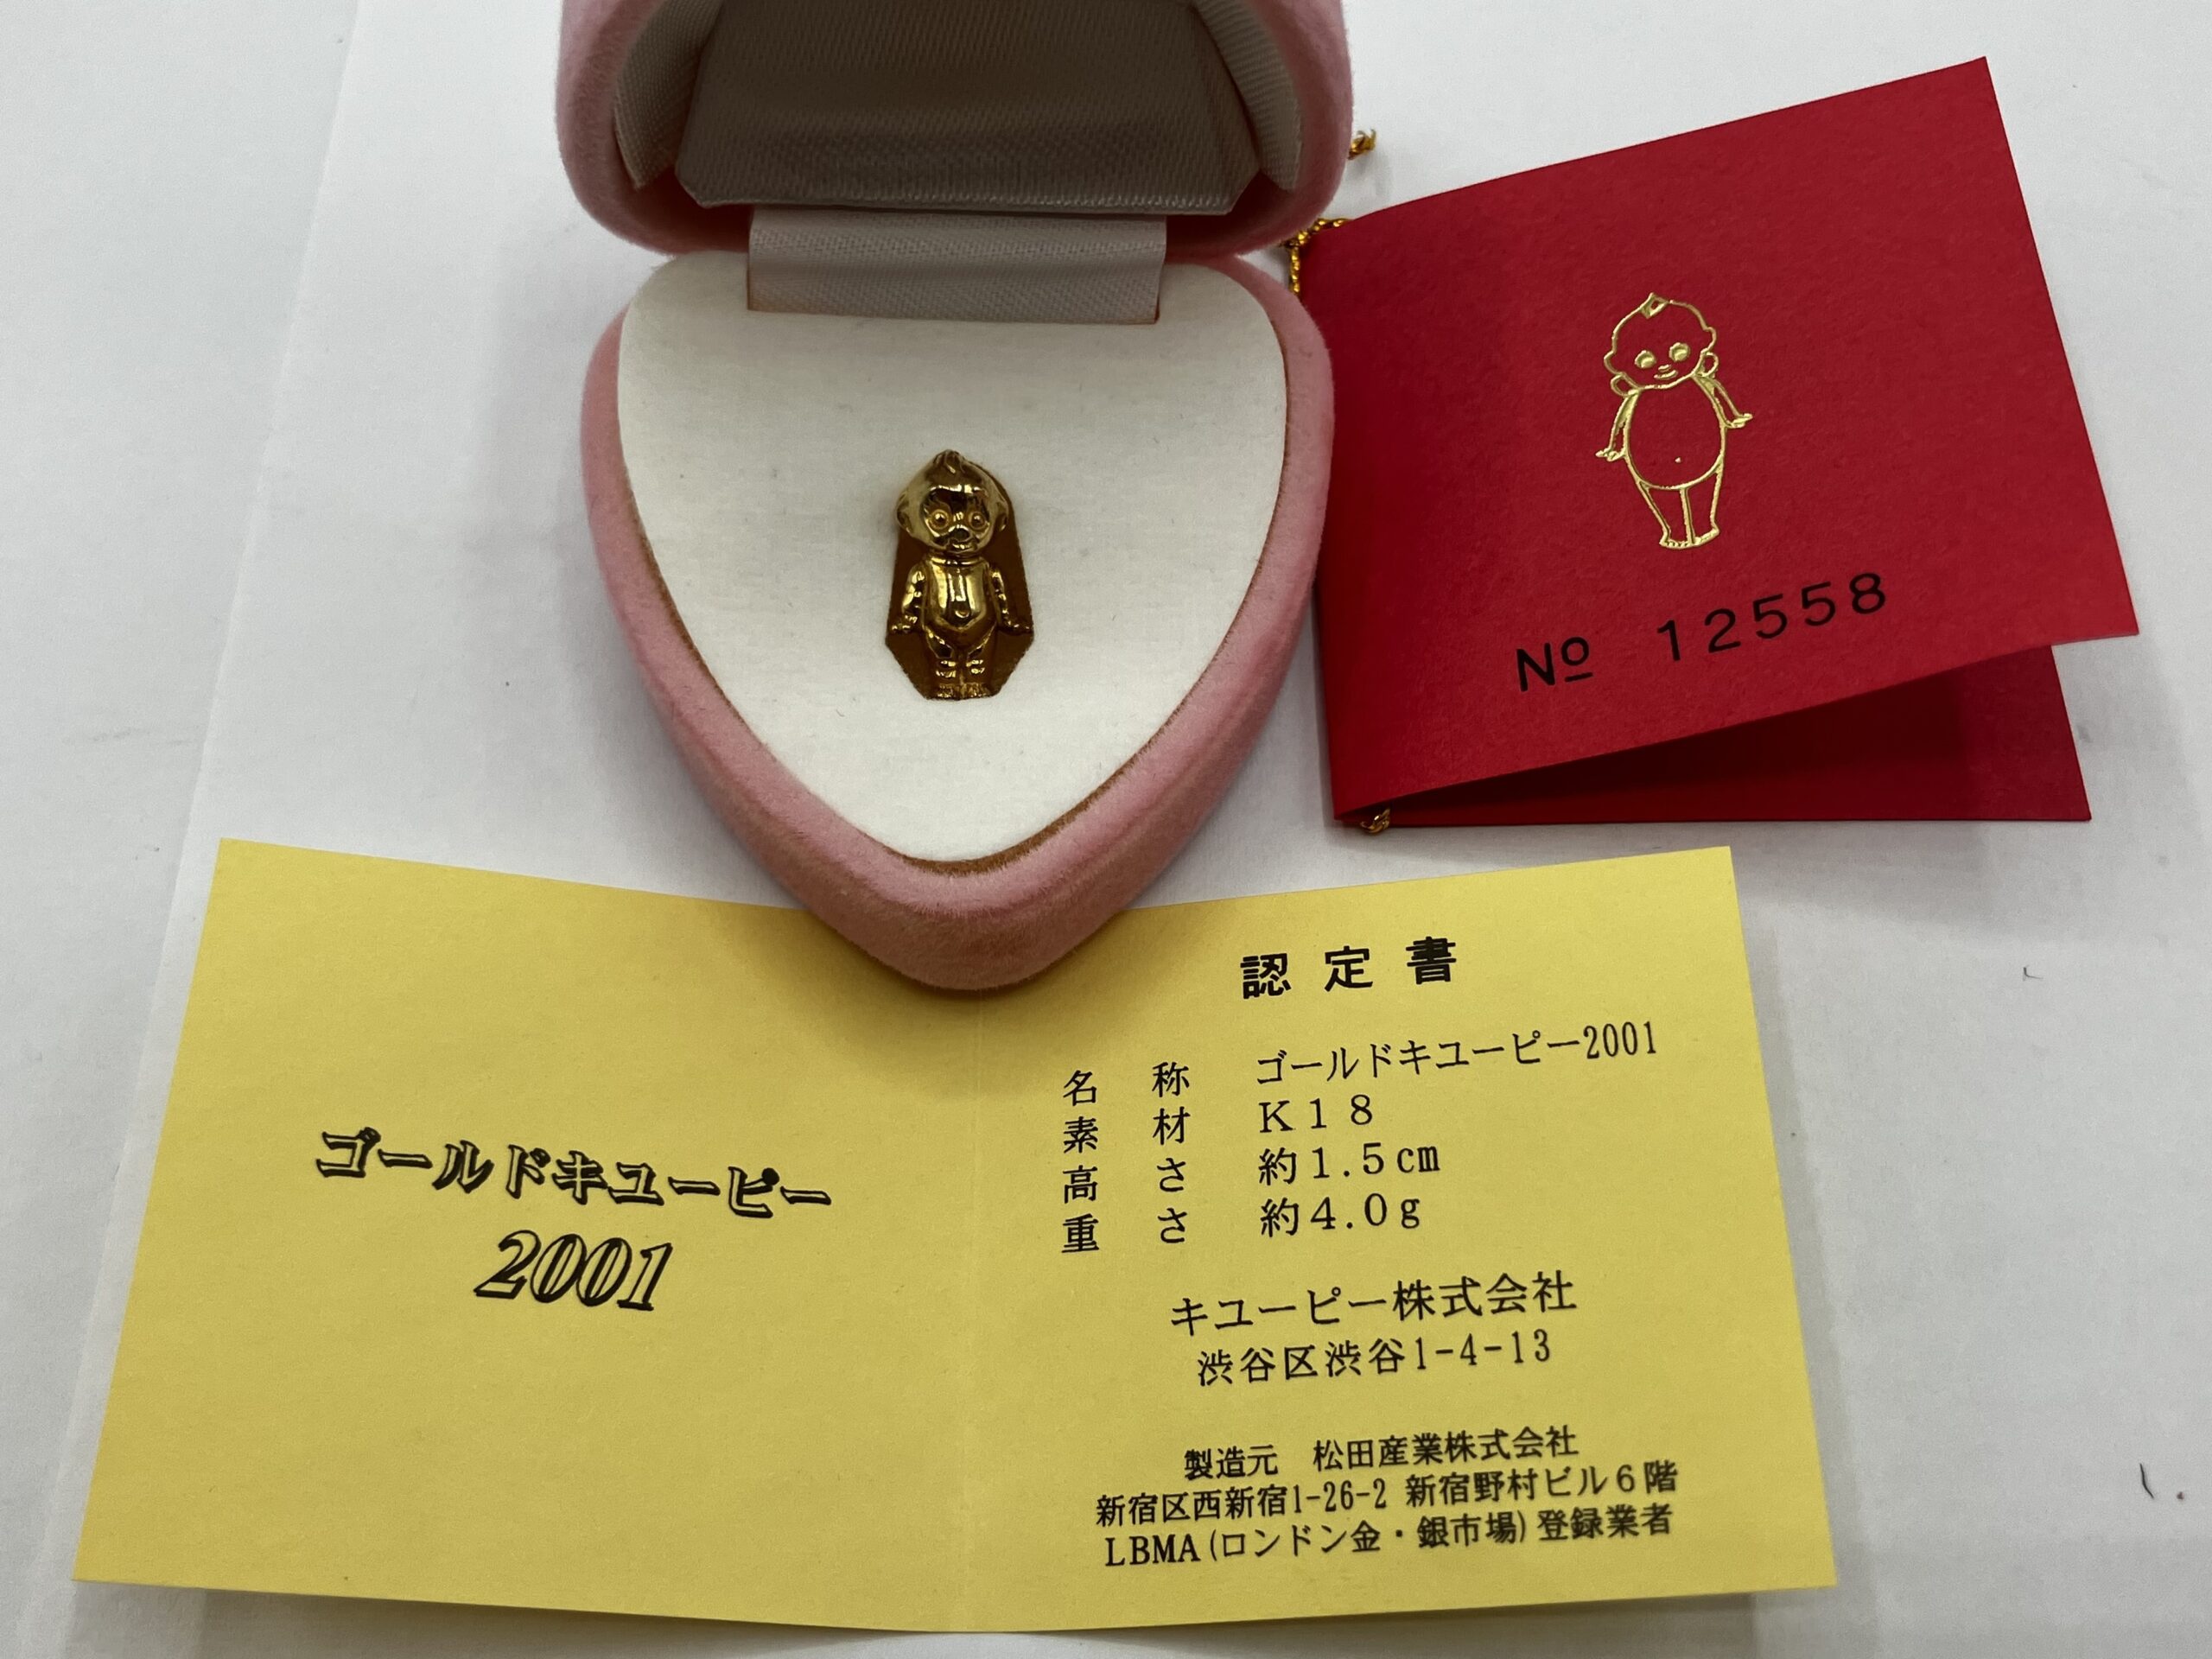 № 12558
ゴールドキユーピー
2001
認定書
名称 ゴールドキユーピー2001
素材 K18
高さ 約1.5cm
重さ 約4.0g
キユーピー株式会社
渋谷区渋谷1-4-13
製造元 松田産業株式会社
新宿区西新宿1-26-2 新宿野村ビル6階
LBMA(ロンドン金・銀市場)登録業者